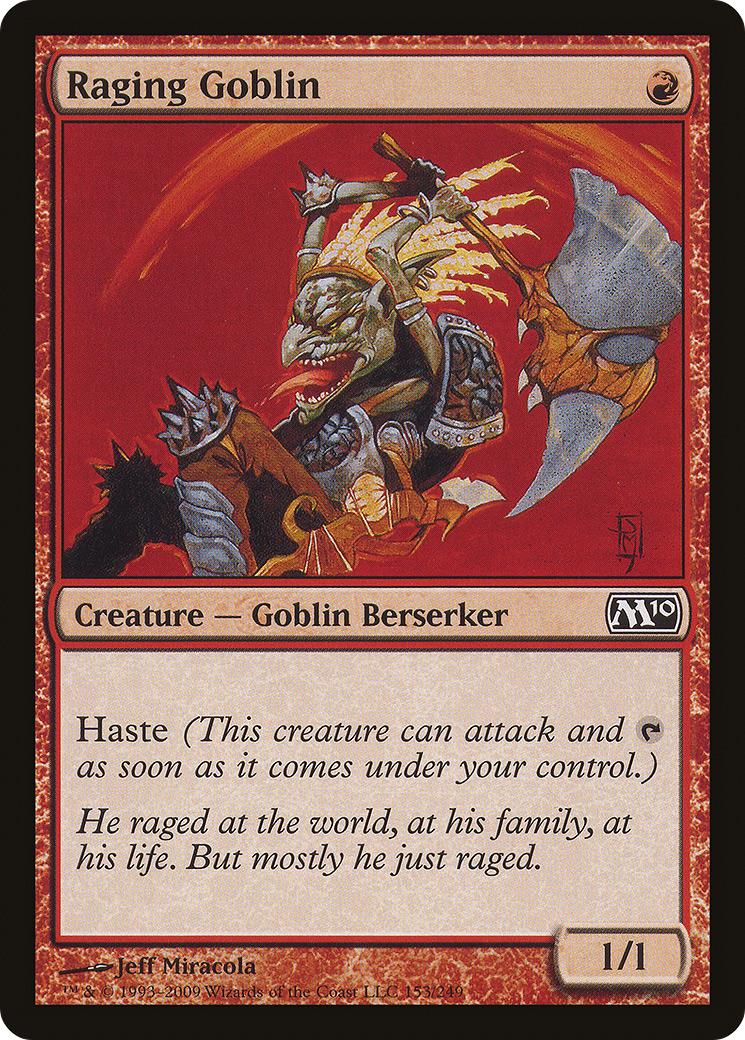 Raging Goblin
Creature — Goblin Berserker
M10
Haste (This creature can attack and
as soon as it comes under your control.)
He raged at the world, at his family, at
his life. But mostly he just raged.
1/1
Jeff Miracola
™ & © 1993–2009 Wizards of the Coast LLC 153/249